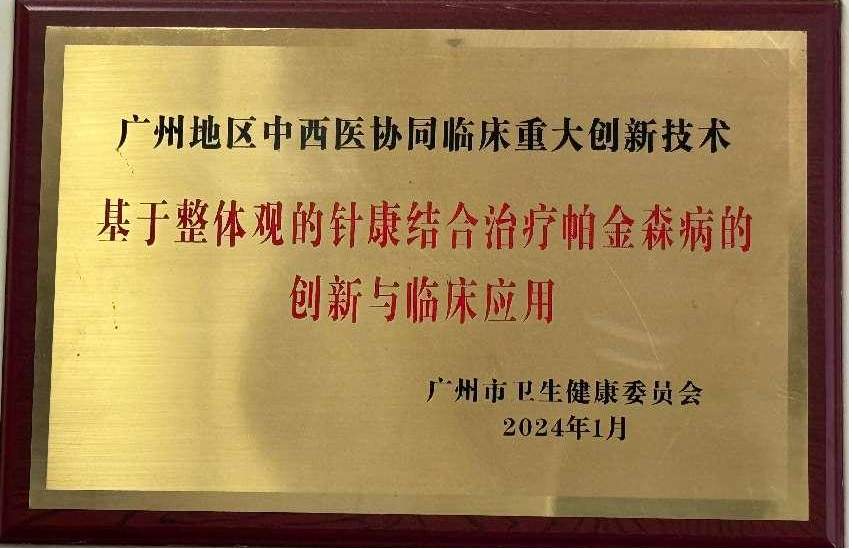 广州地区中西医协同临床重大创新技术
基于整体观的针康结合治疗帕金森病的
创新与临床应用
广州市卫生健康委员会
2024年1月